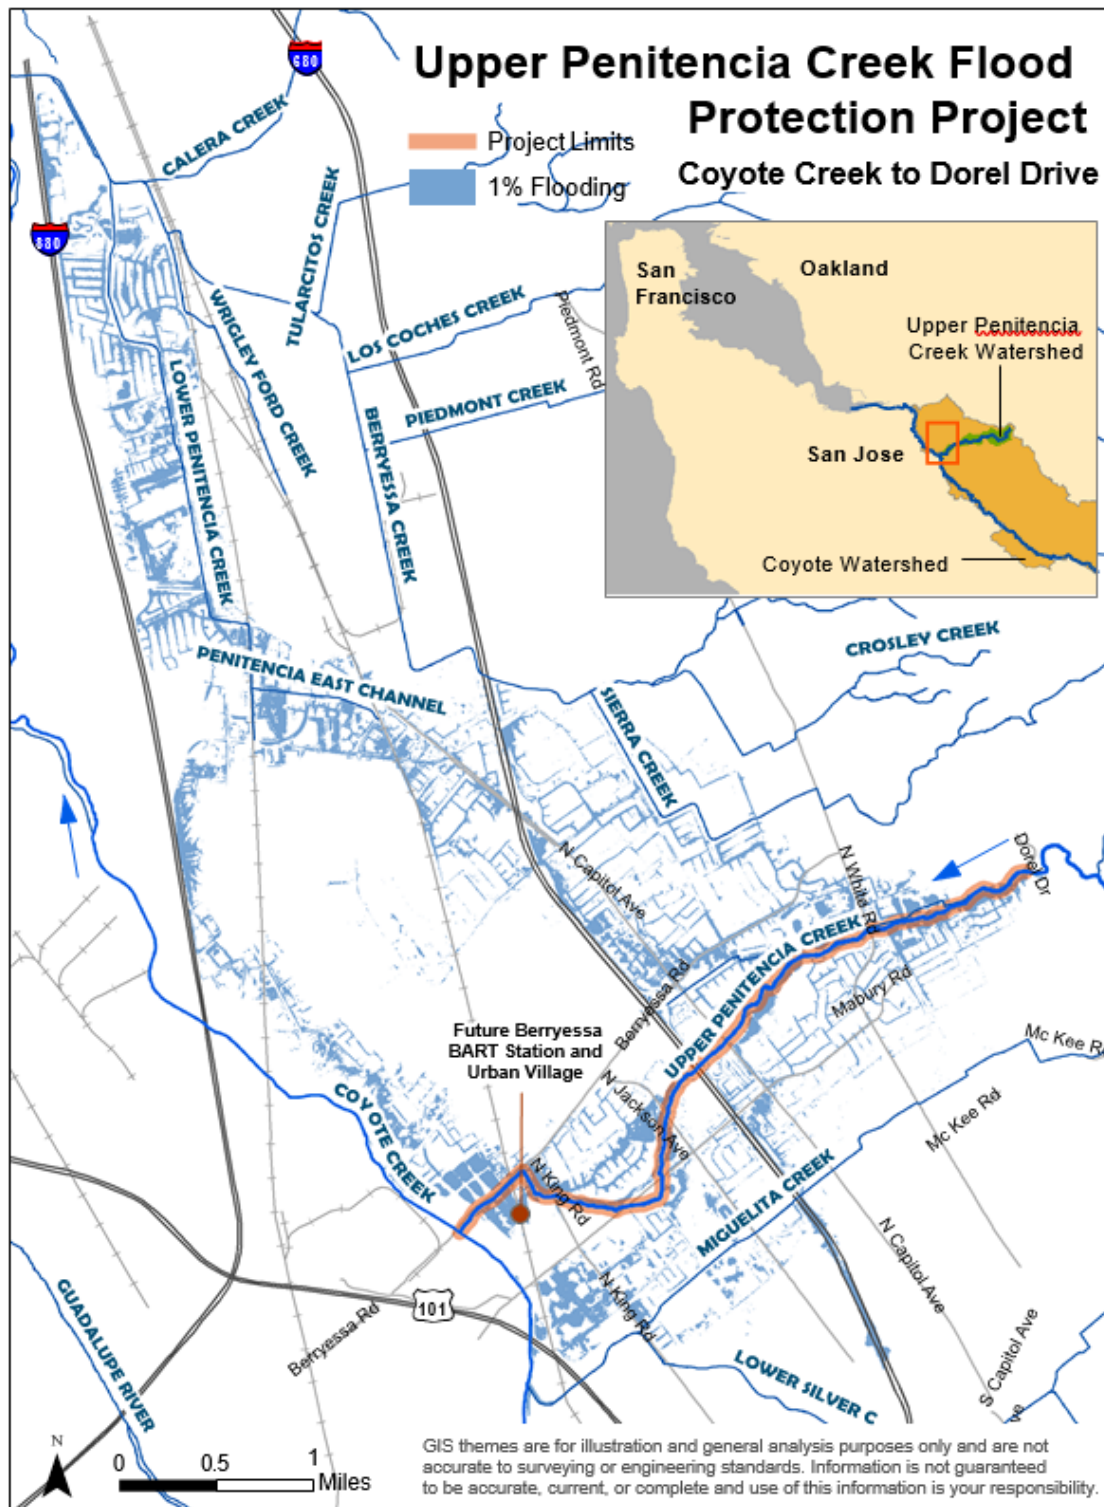 Upper Penitencia Creek Flood
Protection Project
Coyote Creek to Dorel Drive
Project Limits
1% Flooding
680
880
CALERA CREEK
TULARCITOS CREEK
WRIGLEY FORD CREEK
LOS COCHES CREEK
Piedmont Rd
PIEDMONT CREEK
LOWER PENITENCIA CREEK
BERRYESSA CREEK
San
Francisco
Oakland
Upper Penitencia
Creek Watershed
San Jose
Coyote Watershed
CROSLEY CREEK
PENITENCIA EAST CHANNEL
SIERRA CREEK
N Capitol Ave
N White Rd
Dorel Dr
UPPER PENITENCIA CREEK
Berryessa Rd
Mabury Rd
Mc Kee R
Future Berryessa
BART Station and
Urban Village
N Jackson Ave
Mc Kee Rd
COYOTE CREEK
N King Rd
MIGUELITA CREEK
N Capitol Ave
N King Rd
101
Berryessa Rd
GUADALUPE RIVER
LOWER SILVER C
S Capitol Ave
ve
N
0 0.5 1
Miles
GIS themes are for illustration and general analysis purposes only and are not
accurate to surveying or engineering standards. Information is not guaranteed
to be accurate, current, or complete and use of this information is your responsibility.